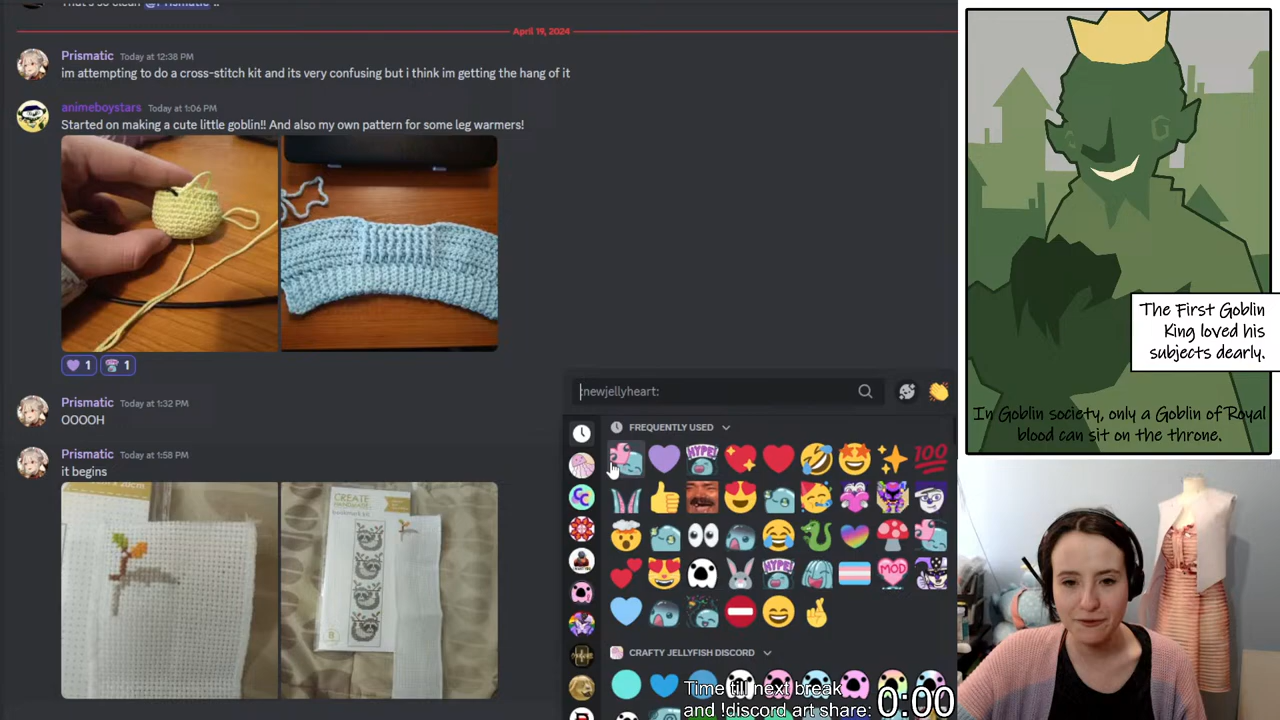 April 19, 2024
Prismatic Today at 12:38 PM
im attempting to do a cross-stitch kit and its very confusing but i think im getting the hang of it
animeboystars Today at 1:06 PM
Started on making a cute little goblin!! And also my own pattern for some leg warmers!
1 1
Prismatic Today at 1:32 PM
OOOOH
Prismatic Today at 1:58 PM
it begins
CREATE
:newjellyheart:
FREQUENTLY USED
HYPE!
100
HYPE!
MOD
CRAFTY JELLYFISH DISCORD
Time till next break
and !discord art share: 0:00
The First Goblin
King loved his
subjects dearly.
In Goblin society, only a Goblin of Royal
blood can sit on the throne.